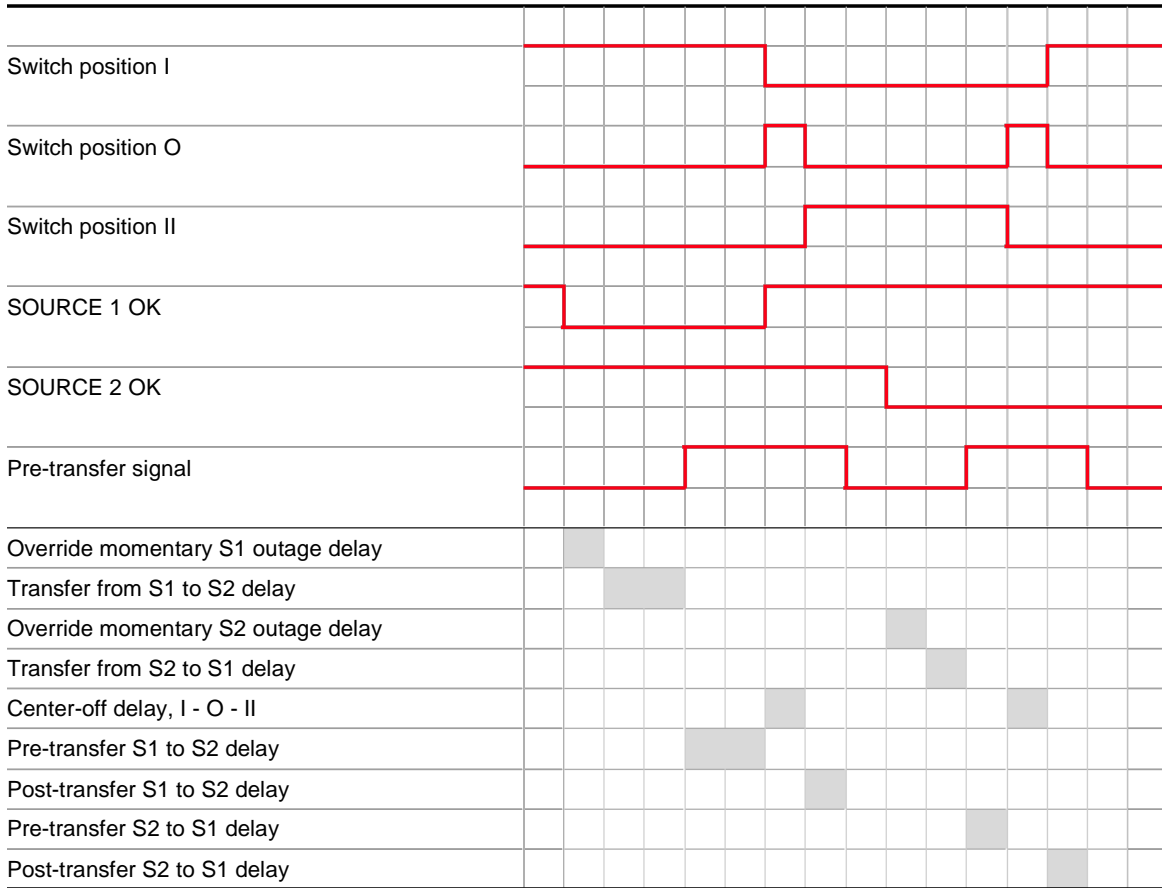 Switch position I
Switch position O
Switch position II
SOURCE 1 OK
SOURCE 2 OK
Pre-transfer signal
Override momentary S1 outage delay
Transfer from S1 to S2 delay
Override momentary S2 outage delay
Transfer from S2 to S1 delay
Center-off delay, I - O - II
Pre-transfer S1 to S2 delay
Post-transfer S1 to S2 delay
Pre-transfer S2 to S1 delay
Post-transfer S2 to S1 delay